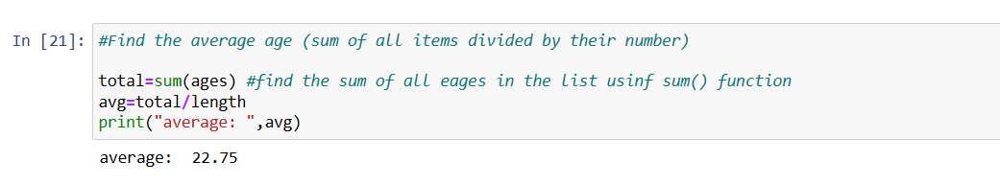 In [21]: #Find the average age (sum of all items divided by their number)
total=sum(ages) #find the sum of all eages in the list usinf sum() function
avg=total/length
print("average: ",avg)
average:  22.75